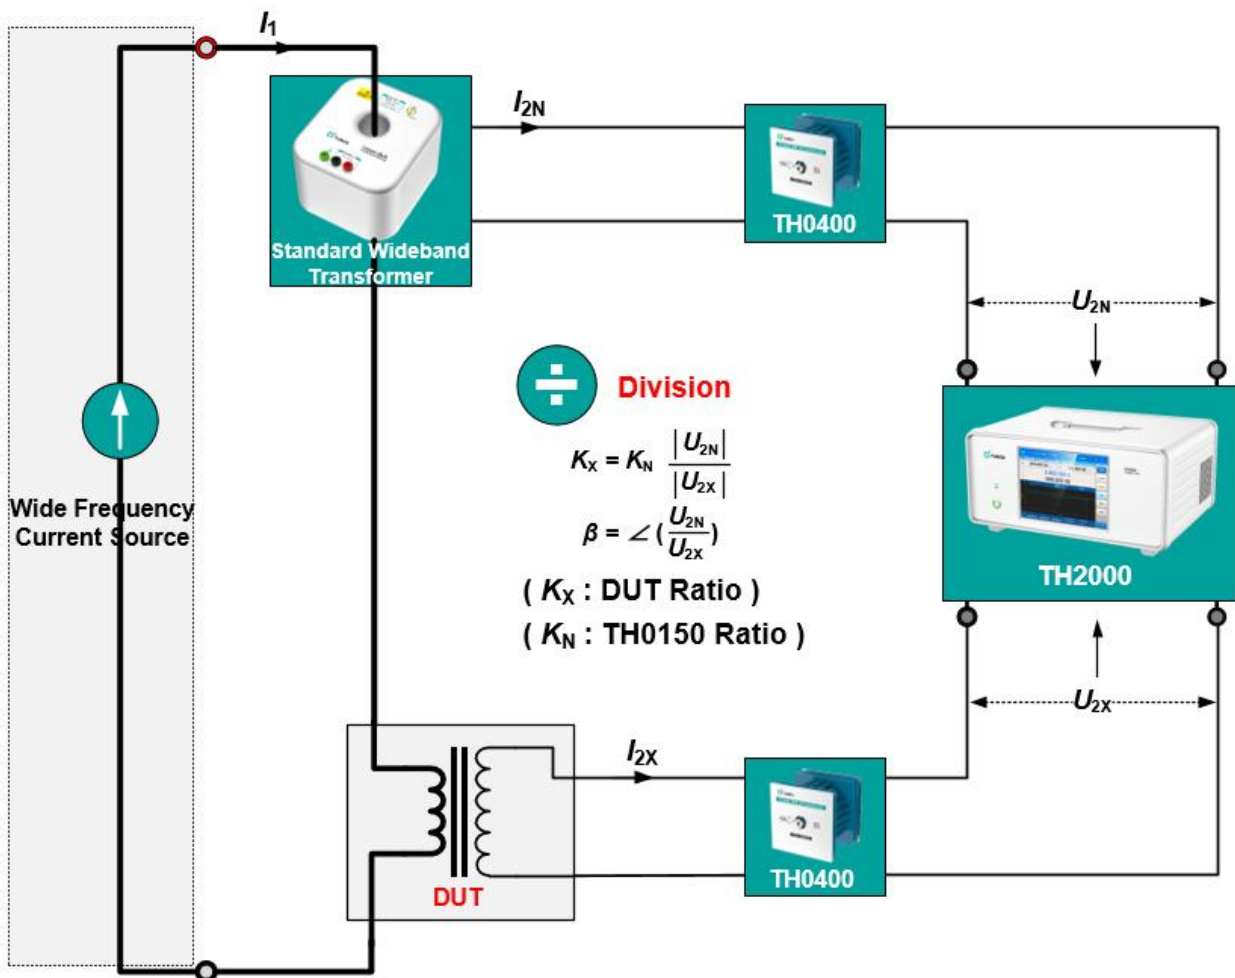 I1
I2N
TH0400
Standard Wideband
Transformer
U2N
Division
KX = KN |U2N| / |U2X|
β = ∠(U2N / U2X)
( KX : DUT Ratio )
( KN : TH0150 Ratio )
Wide Frequency
Current Source
TH2000
U2X
I2X
TH0400
DUT